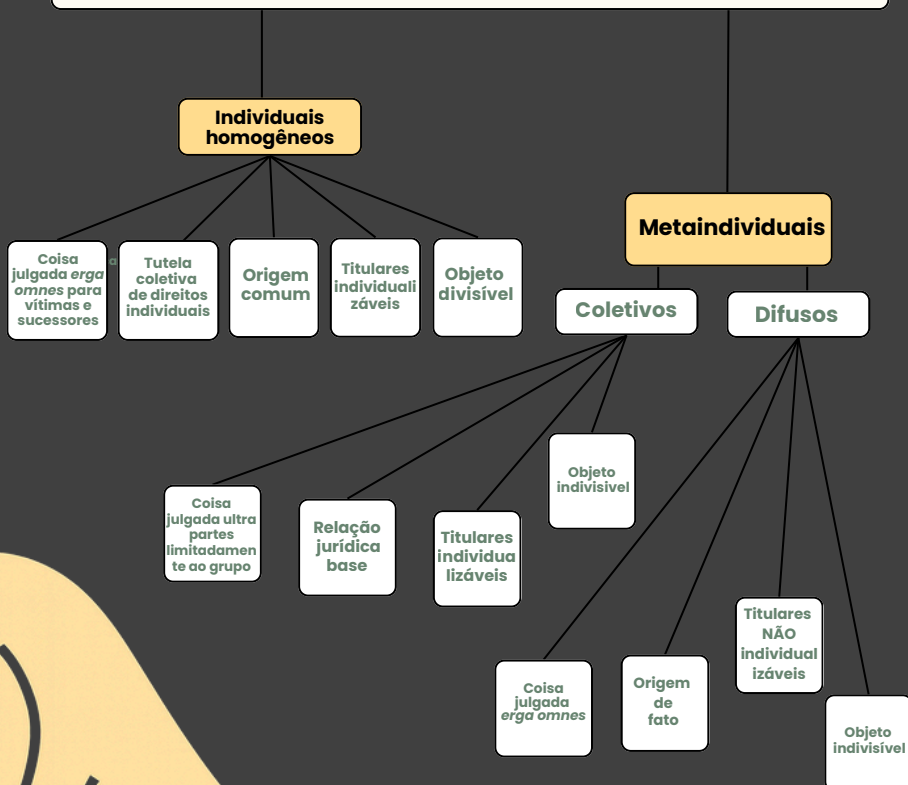 Individuais
homogêneos
Metaindividuais
Coisa
julgada erga
omnes para
vítimas e
sucessores
a
Tutela
coletiva
de direitos
individuais
Origem
comum
Titulares
individuali
záveis
Objeto
divisível
Coletivos
Difusos
Coisa
julgada ultra
partes
limitadamen
te ao grupo
Relação
jurídica
base
Titulares
individua
lizáveis
Objeto
indivisivel
Coisa
julgada
erga omnes
Origem
de
fato
Titulares
NÃO
individual
izáveis
Objeto
indivisível